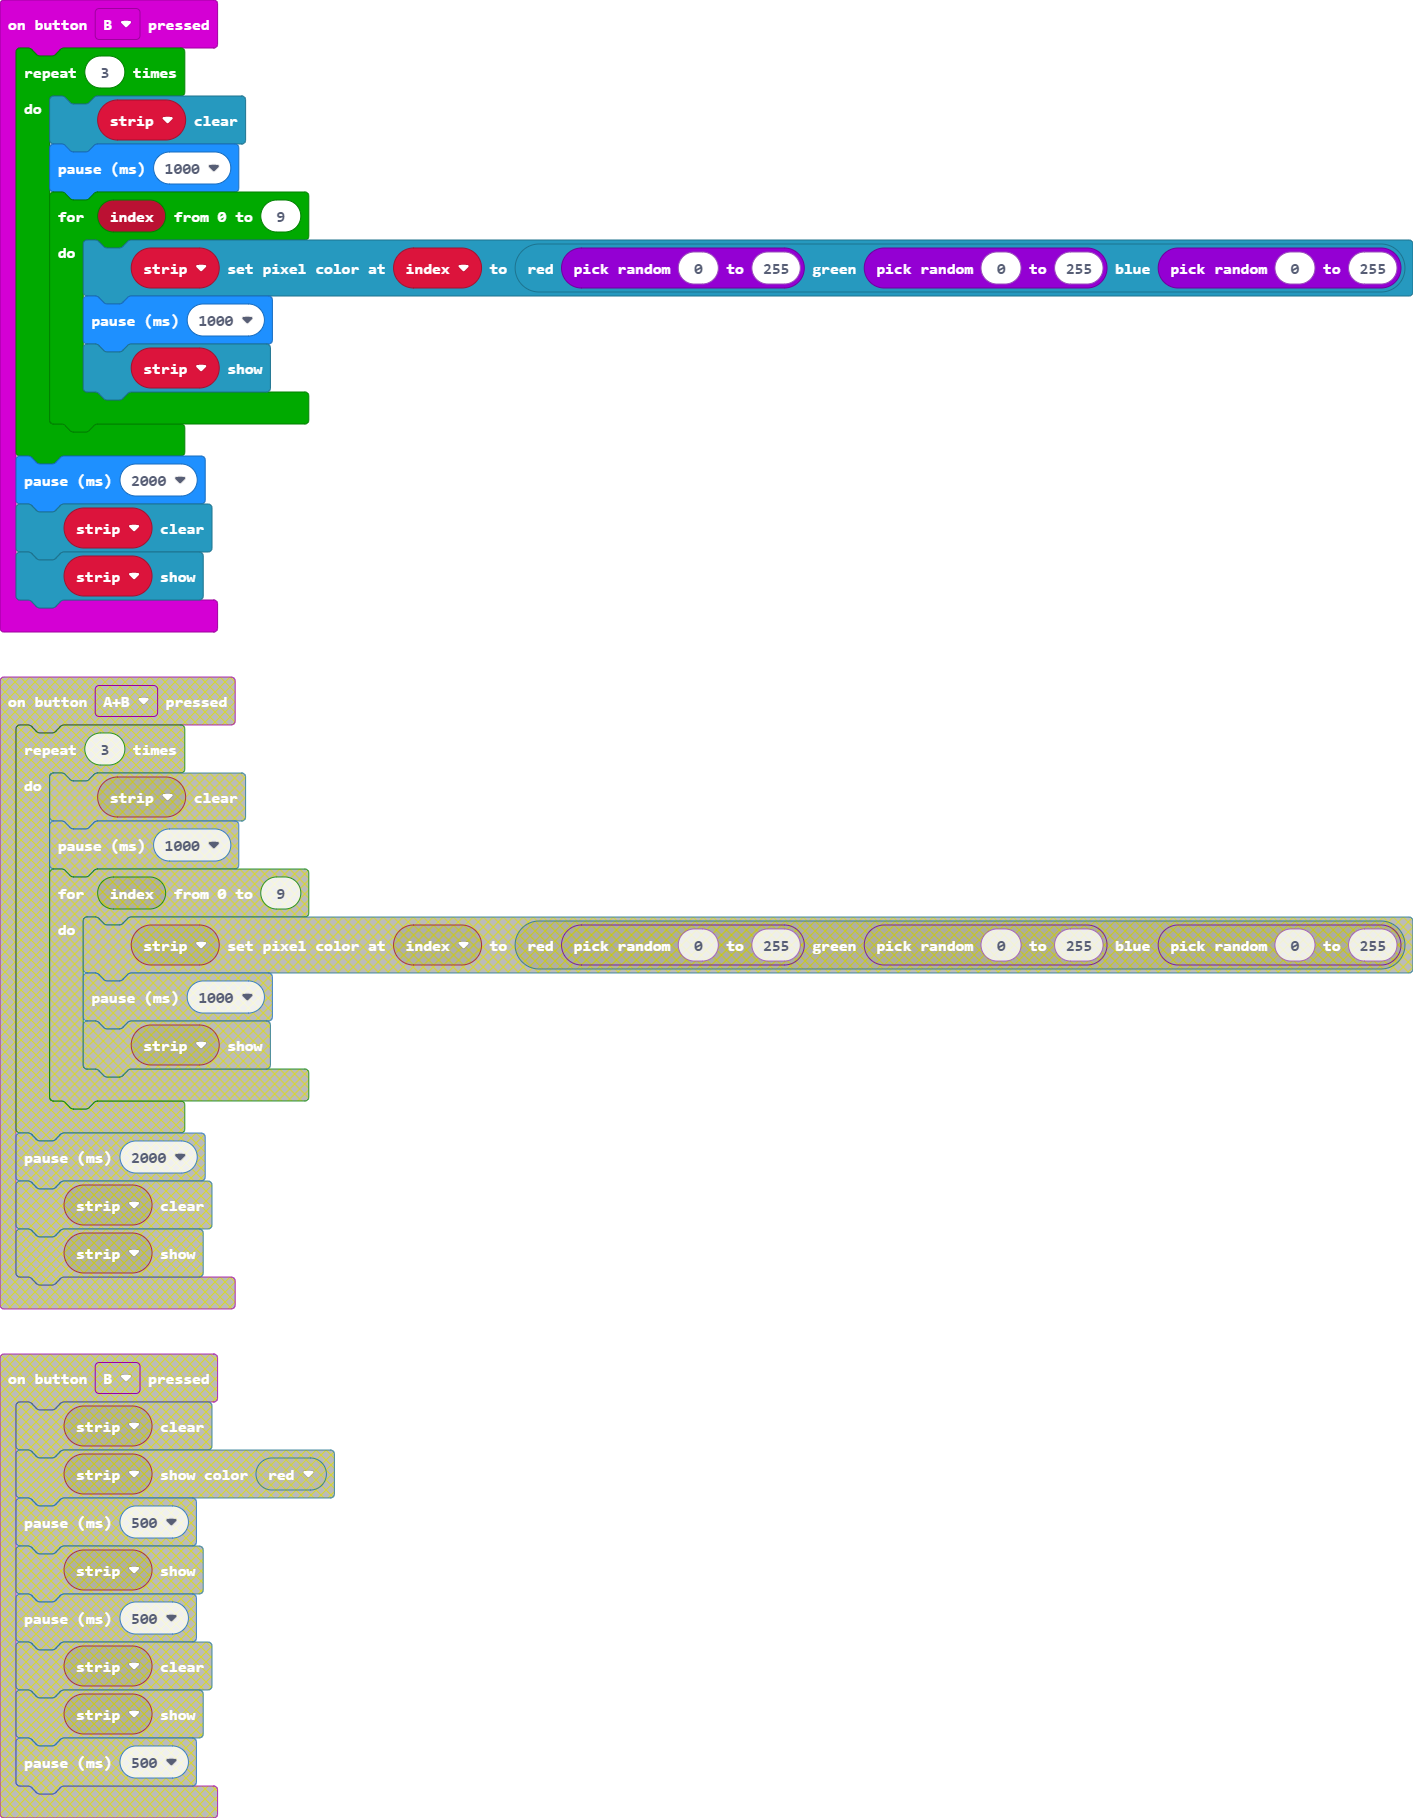 on button B pressed
repeat 3 times
do
strip clear
pause (ms) 1000
for index from 0 to 9
do
strip set pixel color at index to red pick random 0 to 255 green pick random 0 to 255 blue pick random 0 to 255
pause (ms) 1000
strip show
pause (ms) 2000
strip clear
strip show
on button A+B pressed
repeat 3 times
do
strip clear
pause (ms) 1000
for index from 0 to 9
do
strip set pixel color at index to red pick random 0 to 255 green pick random 0 to 255 blue pick random 0 to 255
pause (ms) 1000
strip show
pause (ms) 2000
strip clear
strip show
on button B pressed
strip clear
strip show color red
pause (ms) 500
strip show
pause (ms) 500
strip clear
strip show
pause (ms) 500